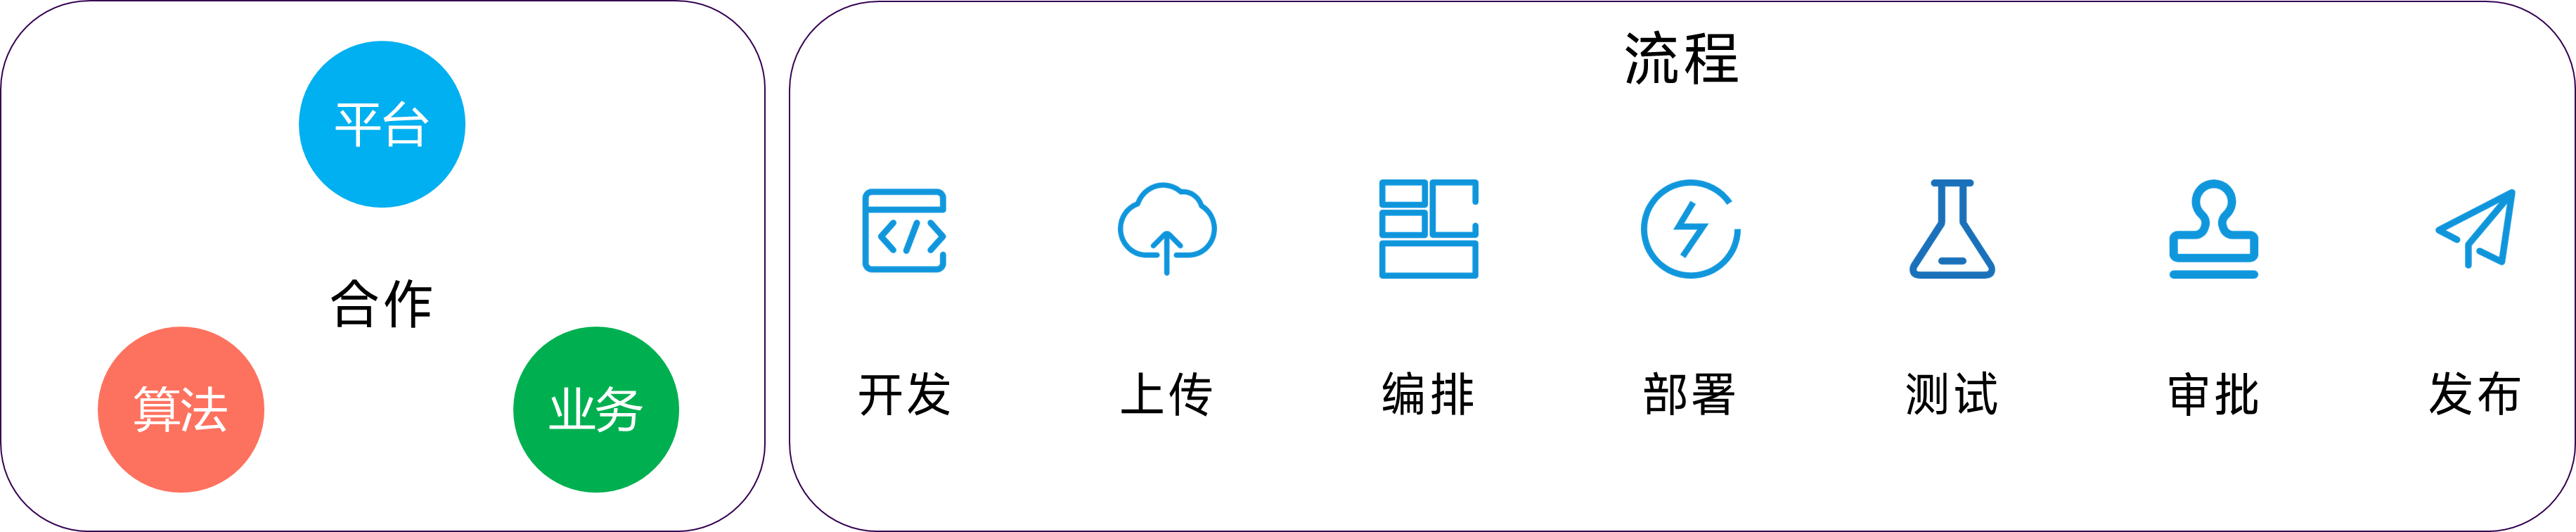 平台
合作
算法
业务
流程
开发 上传 编排 部署 测试 审批 发布